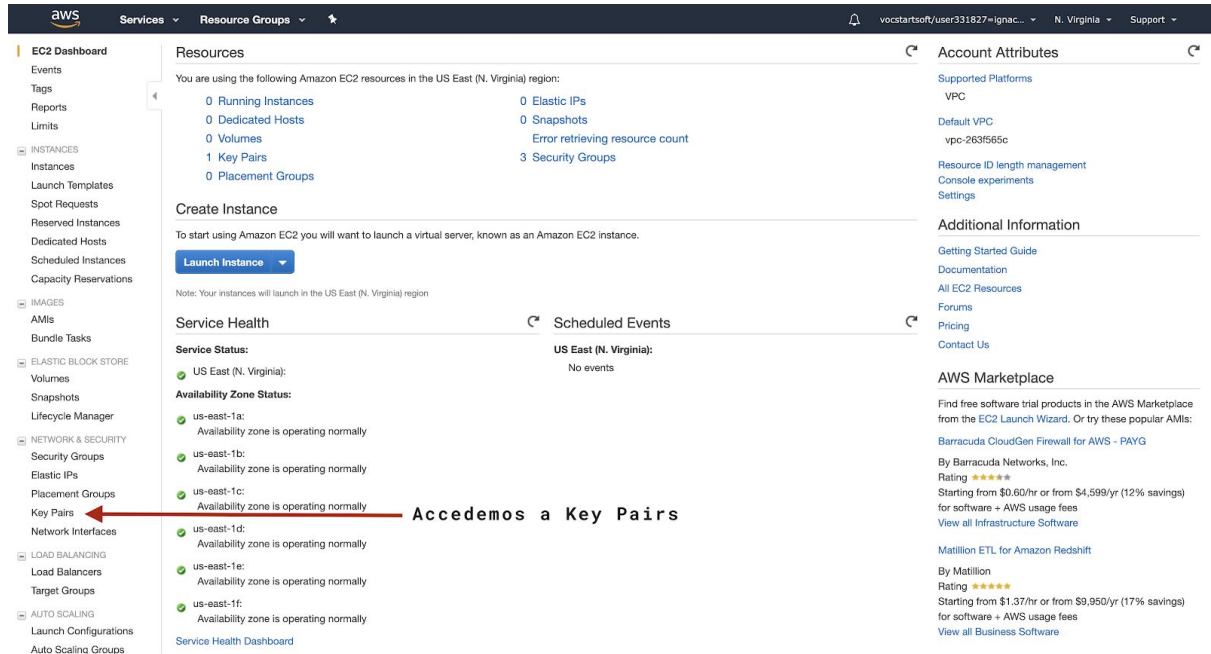 aws
Services
Resource Groups
vocstartsoft/user331827=ignac...
N. Virginia
Support
EC2 Dashboard
Events
Tags
Reports
Limits
INSTANCES
Instances
Launch Templates
Spot Requests
Reserved Instances
Dedicated Hosts
Scheduled Instances
Capacity Reservations
IMAGES
AMIs
Bundle Tasks
ELASTIC BLOCK STORE
Volumes
Snapshots
Lifecycle Manager
NETWORK & SECURITY
Security Groups
Elastic IPs
Placement Groups
Key Pairs
Network Interfaces
LOAD BALANCING
Load Balancers
Target Groups
AUTO SCALING
Launch Configurations
Auto Scaling Groups
Resources
You are using the following Amazon EC2 resources in the US East (N. Virginia) region:
0 Running Instances
0 Dedicated Hosts
0 Volumes
1 Key Pairs
0 Placement Groups
0 Elastic IPs
0 Snapshots
Error retrieving resource count
3 Security Groups
Create Instance
To start using Amazon EC2 you will want to launch a virtual server, known as an Amazon EC2 instance.
Launch Instance
Note: Your instances will launch in the US East (N. Virginia) region
Service Health
Service Status:
US East (N. Virginia):
Availability Zone Status:
us-east-1a:
Availability zone is operating normally
us-east-1b:
Availability zone is operating normally
us-east-1c:
Availability zone is operating normally
us-east-1d:
Availability zone is operating normally
us-east-1e:
Availability zone is operating normally
us-east-1f:
Availability zone is operating normally
Service Health Dashboard
Scheduled Events
US East (N. Virginia):
No events
Accedemos a Key Pairs
Account Attributes
Supported Platforms
VPC
Default VPC
vpc-263f565c
Resource ID length management
Console experiments
Settings
Additional Information
Getting Started Guide
Documentation
All EC2 Resources
Forums
Pricing
Contact Us
AWS Marketplace
Find free software trial products in the AWS Marketplace
from the EC2 Launch Wizard. Or try these popular AMIs:
Barracuda CloudGen Firewall for AWS - PAYG
By Barracuda Networks, Inc.
Rating
Starting from $0.60/hr or from $4,599/yr (12% savings)
for software + AWS usage fees
View all Infrastructure Software
Matillion ETL for Amazon Redshift
By Matillion
Rating
Starting from $1.37/hr or from $9,950/yr (17% savings)
for software + AWS usage fees
View all Business Software